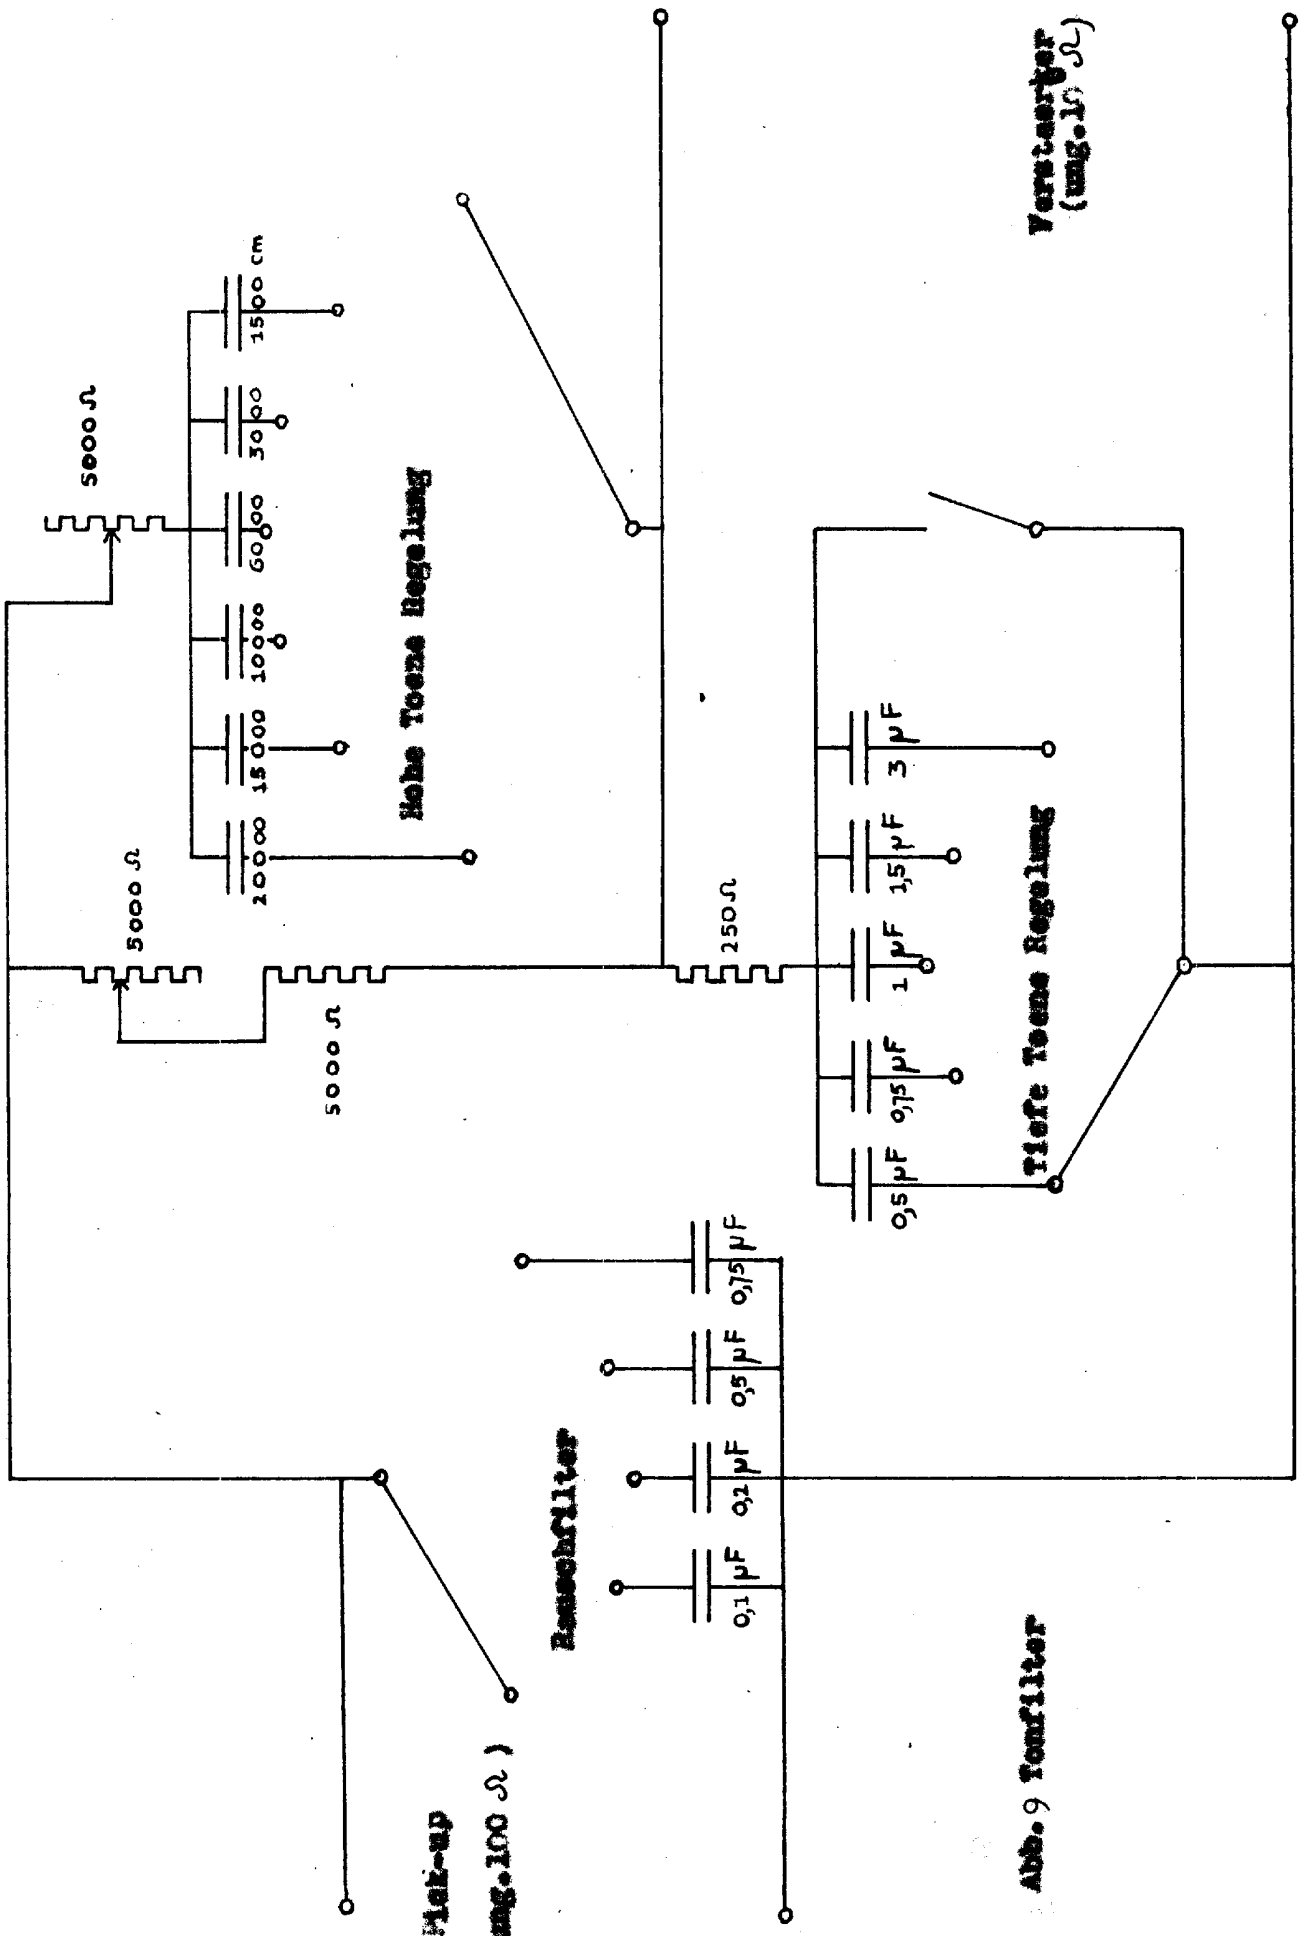 5000 Ω
5000 Ω
5000 Ω
20000
15000
10000
6000
3000
1500 cm
Hohe Toene Regelung
250Ω
Pick-up
ung.100 Ω )
Rauschfilter
0,1 µF
0,2 µF
0,5 µF
0,75 µF
0,5 µF
0,75 µF
1 µF
1,5 µF
3 µF
Tiefe Toene Regelung
Verstaerker
(ung.10 Ω)
Abb.9 Tonfilter